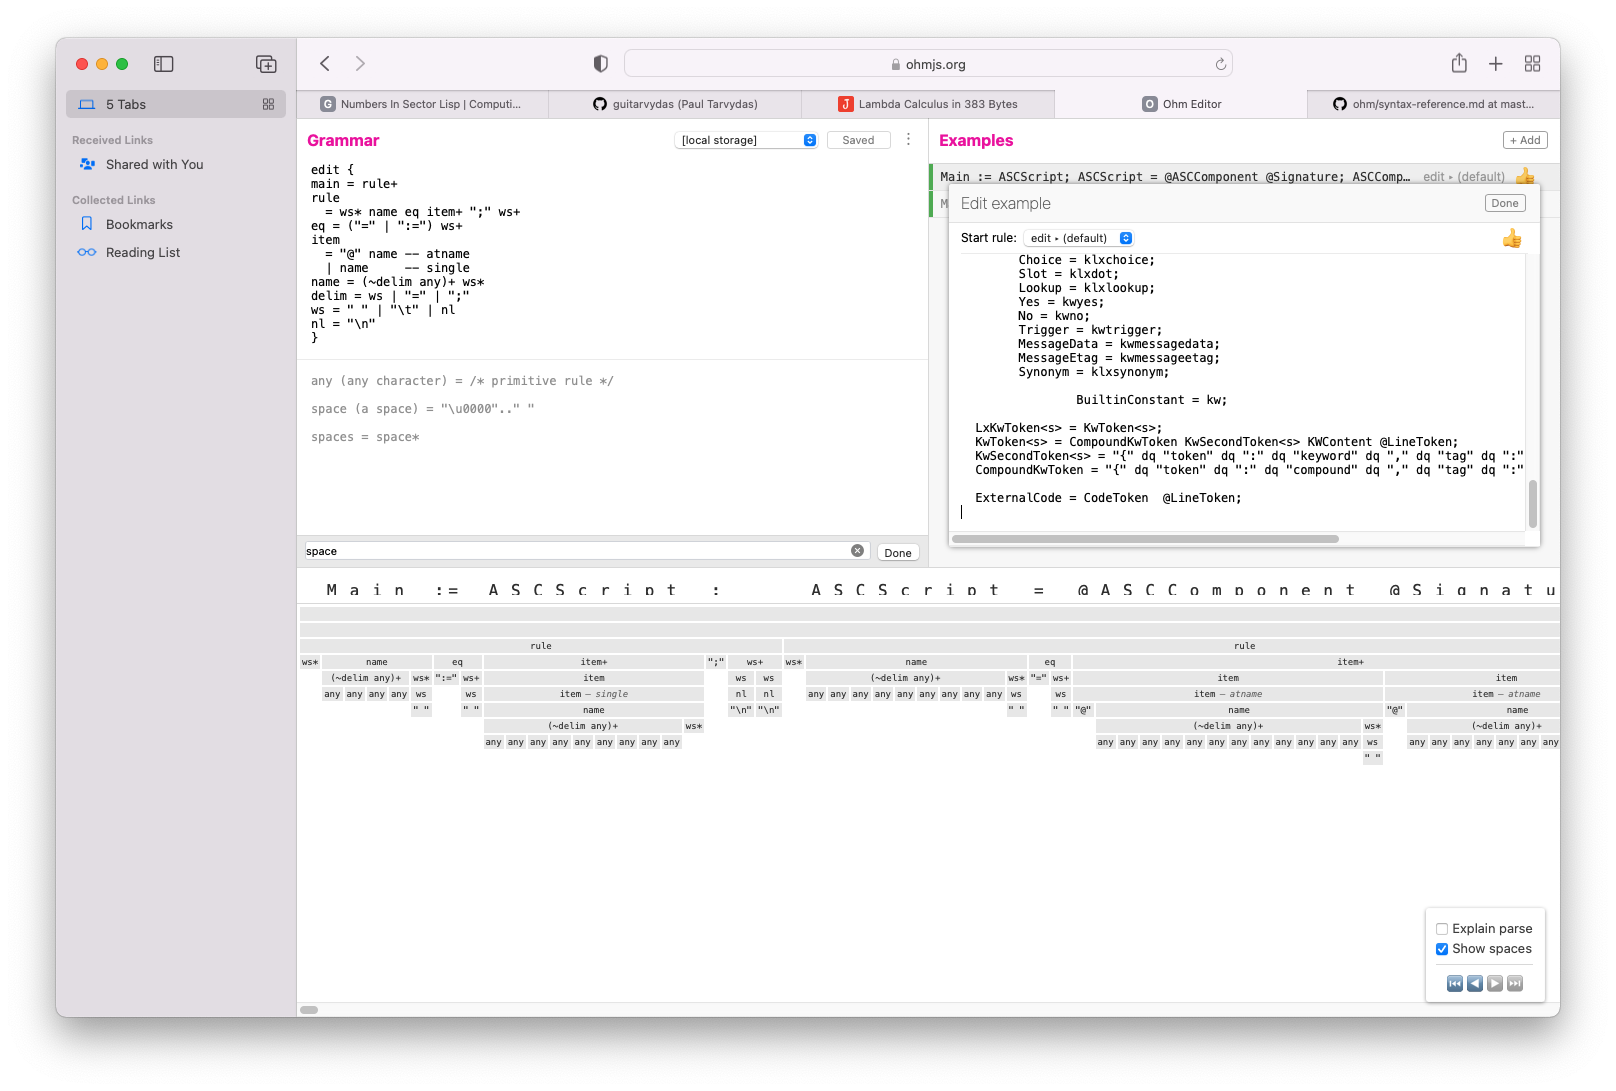 ohmjs.org
5 Tabs
Numbers In Sector Lisp | Computi...
guitarvydas (Paul Tarvydas)
Lambda Calculus in 383 Bytes
Ohm Editor
ohm/syntax-reference.md at mast...
Received Links
Shared with You
Collected Links
Bookmarks
Reading List
Grammar
[local storage]
Saved
edit {
main = rule+
rule
= ws* name eq item+ ";" ws+
eq = ("=" | ":=") ws+
item
= "@" name -- atname
| name     -- single
name = (~delim any)+ ws*
delim = ws | "=" | ";"
ws = " " | "\t" | nl
nl = "\n"
}
any (any character) = /* primitive rule */
space (a space) = "\u0000".." "
spaces = space*
space
Done
Examples
+ Add
Main := ASCScript; ASCScript = @ASCComponent @Signature; ASCComp… edit ▸ (default)
M
Edit example
Done
Start rule: edit ▸ (default)
Choice = klxchoice;
Slot = klxdot;
Lookup = klxlookup;
Yes = kwyes;
No = kwno;
Trigger = kwtrigger;
MessageData = kwmessagedata;
MessageEtag = kwmessageetag;
Synonym = klxsynonym;
BuiltinConstant = kw;
LxKwToken<s> = KwToken<s>;
KwToken<s> = CompoundKwToken KwSecondToken<s> KWContent @LineToken;
KwSecondToken<s> = "{" dq "token" dq ":" dq "keyword" dq "," dq "tag" dq ":"
CompoundKwToken = "{" dq "token" dq ":" dq "compound" dq "," dq "tag" dq ":"
ExternalCode = CodeToken  @LineToken;
Main := ASCScript ; ASCScript = @ASCComponent @Signatu
rule rule
ws* name eq item+ ";" ws+ ws* name eq item+
(~delim any)+ ws* ":=" ws+ item ws ws (~delim any)+ ws* "=" ws+ item item
any any any any ws ws item – single nl nl any any any any any any any any any ws ws item – atname item – atname
" " " " name "\n" "\n" " " " " "@" name "@" name
(~delim any)+ ws* (~delim any)+ ws* (~delim any)+
any any any any any any any any any any any any any any any any any any any any any ws any any any any any any any
" "
Explain parse
Show spaces